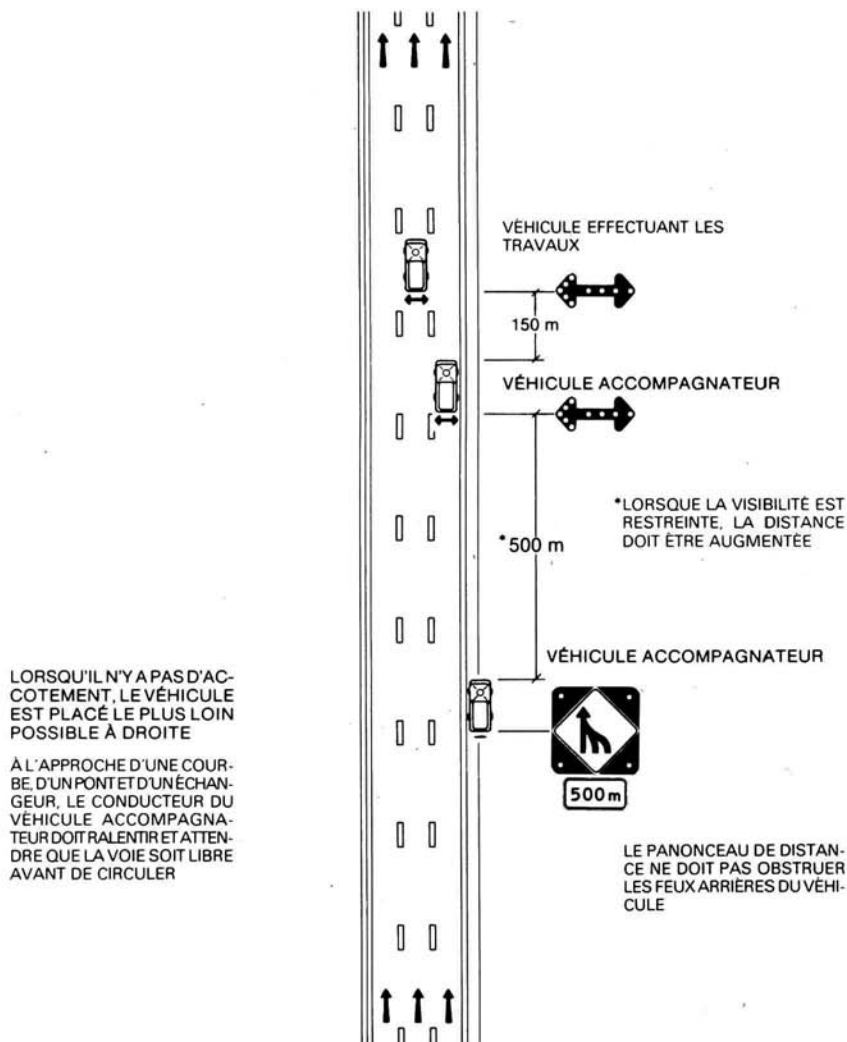 VÉHICULE EFFECTUANT LES
TRAVAUX
150 m
VÉHICULE ACCOMPAGNATEUR
*LORSQUE LA VISIBILITÉ EST
RESTREINTE, LA DISTANCE
DOIT ÊTRE AUGMENTÉE
*500 m
VÉHICULE ACCOMPAGNATEUR
500 m
LORSQU'IL N'Y A PAS D'AC-
COTEMENT, LE VÉHICULE
EST PLACÉ LE PLUS LOIN
POSSIBLE À DROITE
À L'APPROCHE D'UNE COUR-
BE, D'UN PONT ET D'UN ÉCHAN-
GEUR, LE CONDUCTEUR DU
VÉHICULE ACCOMPAGNA-
TEUR DOIT RALENTIR ET ATTEN-
DRE QUE LA VOIE SOIT LIBRE
AVANT DE CIRCULER
LE PANONCEAU DE DISTAN-
CE NE DOIT PAS OBSTRUER
LES FEUX ARRIÈRES DU VÉHI-
CULE